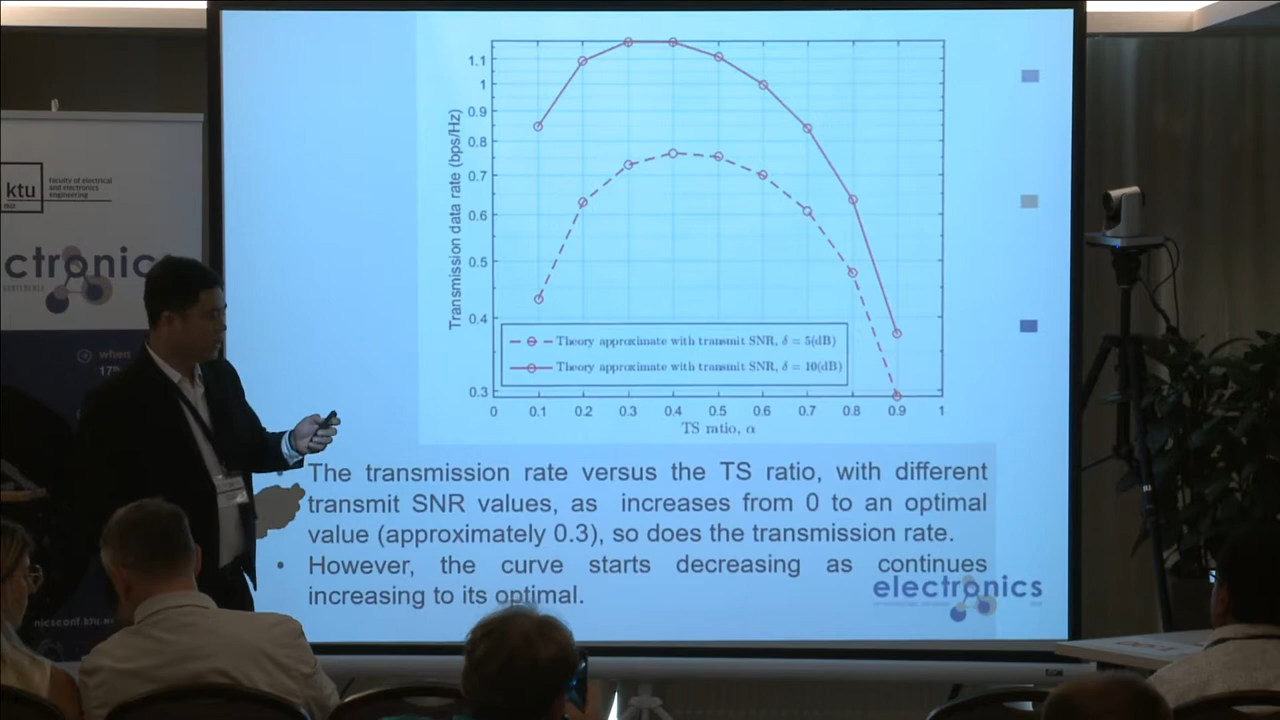 ktu
1922
faculty of electrical
and electronics
engineering
ctronic
CONFERENCE
when
17th
nicsconf.ktu.e
Transmission data rate (bps/Hz)
1.1
1
0.9
0.8
0.7
0.6
0.5
0.4
0.3
Theory approximate with transmit SNR, δ = 5(dB)
Theory approximate with transmit SNR, δ = 10(dB)
0 0.1 0.2 0.3 0.4 0.5 0.6 0.7 0.8 0.9 1
TS ratio, α
The transmission rate versus the TS ratio, with different
transmit SNR values, as increases from 0 to an optimal
value (approximately 0.3), so does the transmission rate.
• However, the curve starts decreasing as continues
increasing to its optimal.
electronics